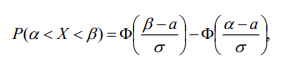 P(α < X < β) = Φ((β − a)/σ) − Φ((α − a)/σ),